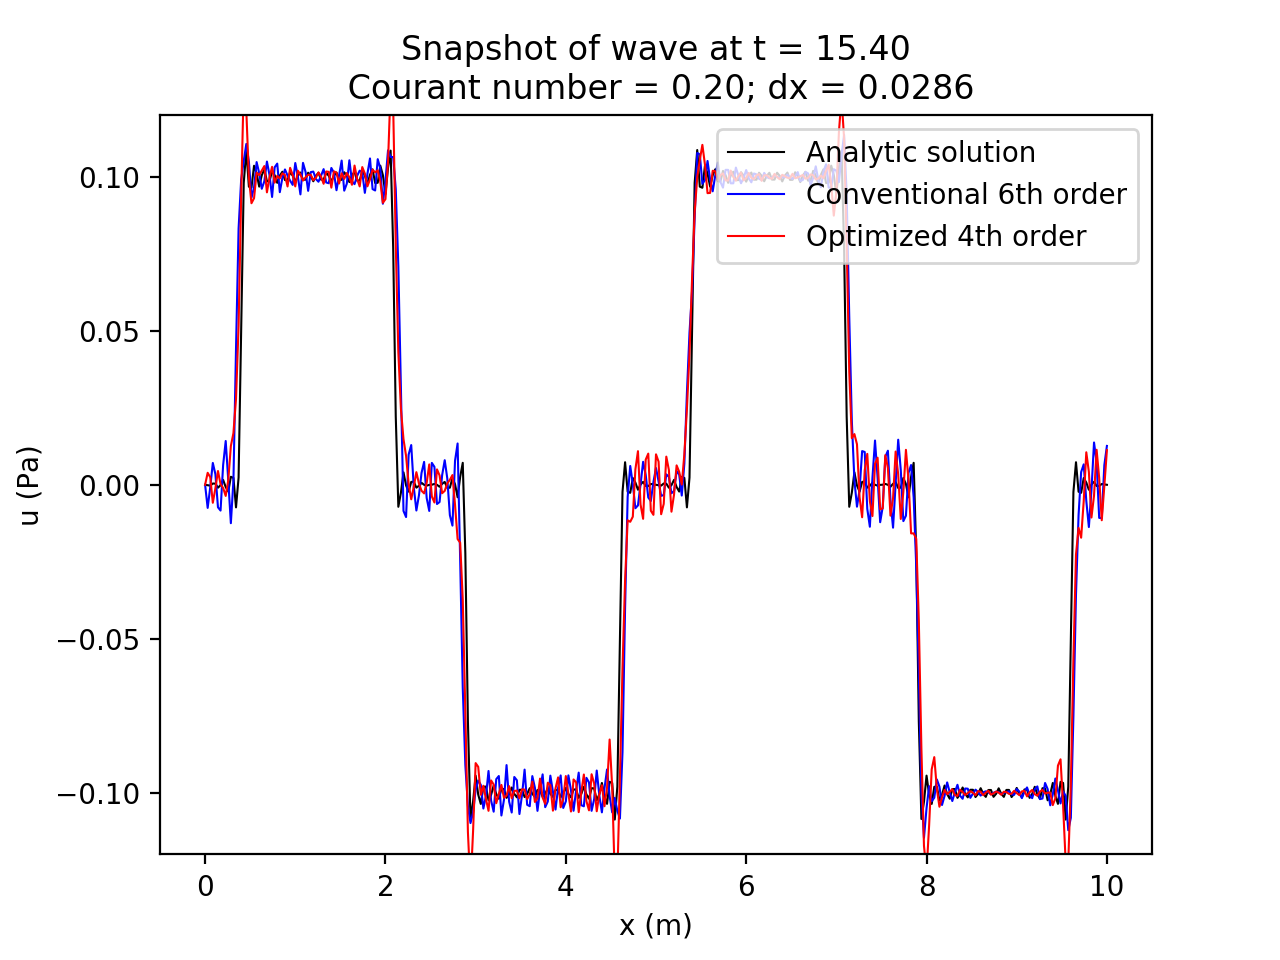 Snapshot of wave at t = 15.40
Courant number = 0.20; dx = 0.0286
Analytic solution
Conventional 6th order
Optimized 4th order
0.10
0.05
0.00
−0.05
−0.10
u (Pa)
0 2 4 6 8 10
x (m)